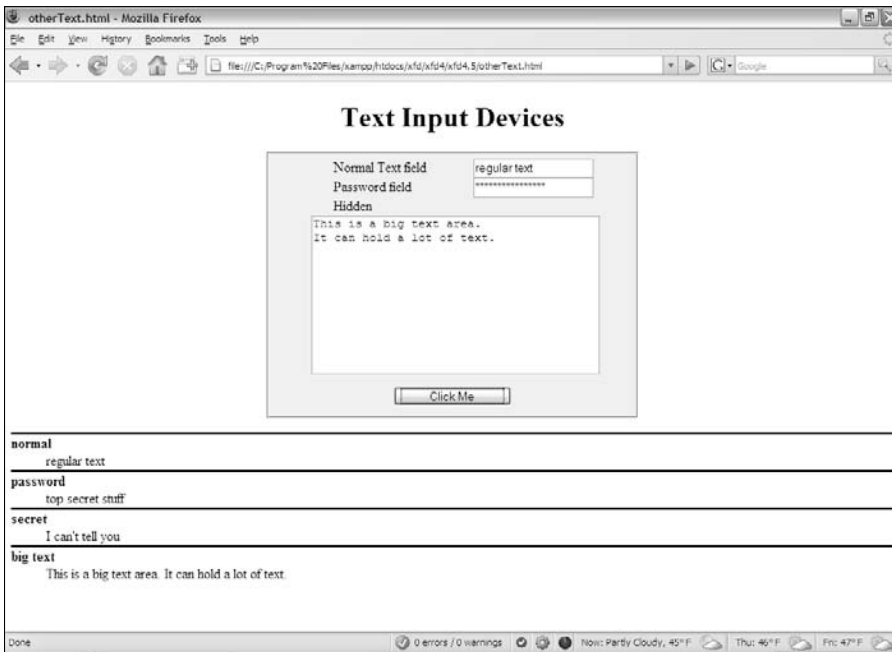 otherText.html - Mozilla Firefox
File Edit View History Bookmarks Tools Help
file:///C:/Program%20Files/xampp/htdocs/xfd/xfd4/xfd4.5/otherText.html
Google
Text Input Devices
Normal Text field regular text
Password field ****************
Hidden
This is a big text area.
It can hold a lot of text.
Click Me
normal
regular text
password
top secret stuff
secret
I can't tell you
big text
This is a big text area. It can hold a lot of text.
Done 0 errors / 0 warnings Now: Partly Cloudy, 45° F Thu: 46° F Fri: 47° F